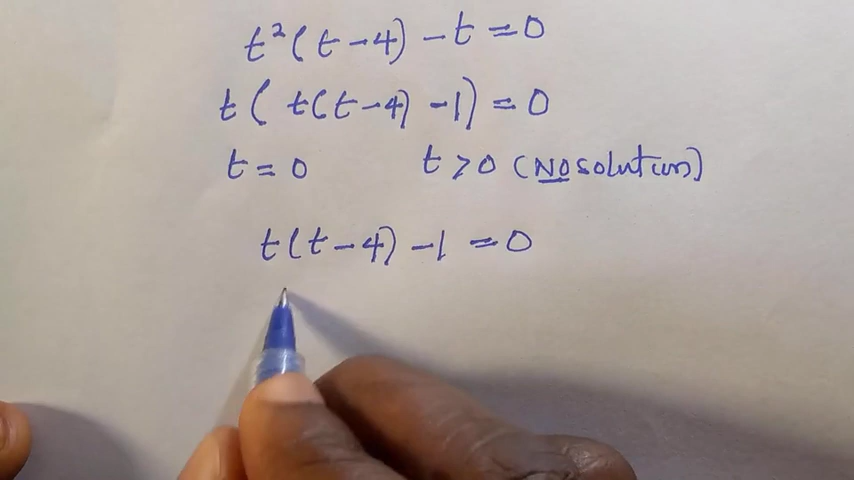 t²(t-4)-t=0
t(t(t-4)-1)=0
t=0 t>0 (NO solution)
t(t-4)-1=0